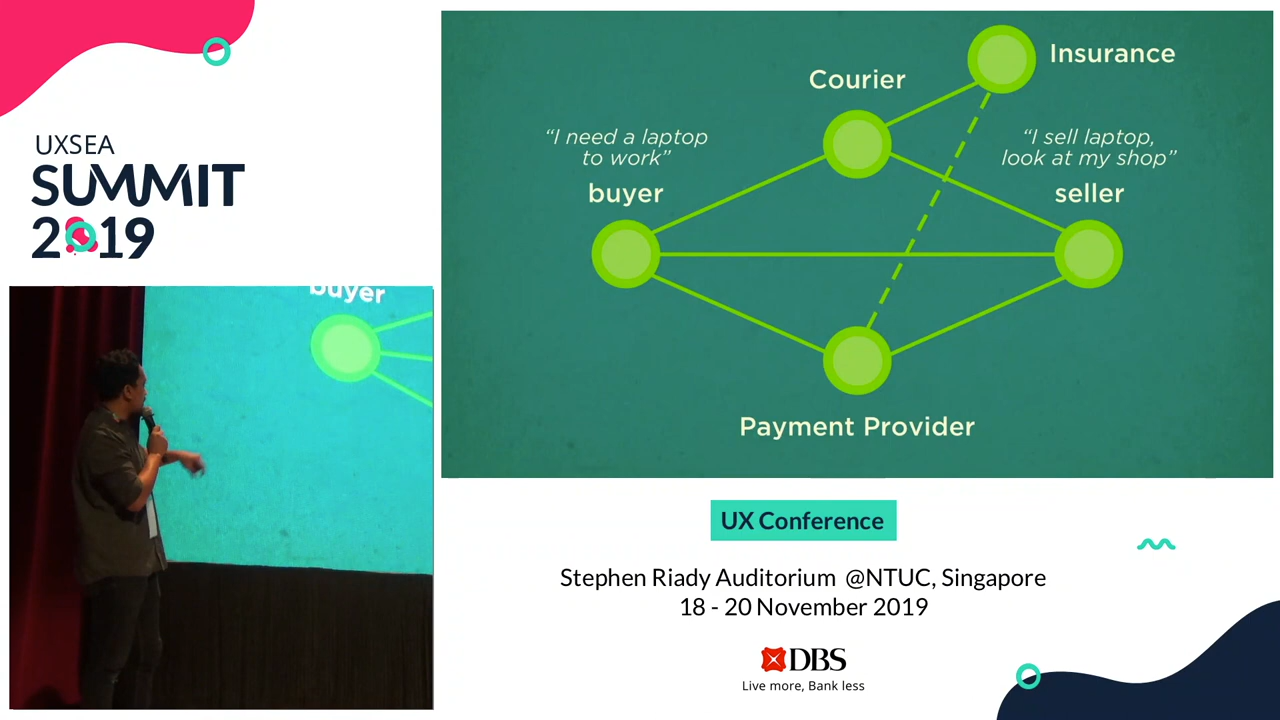 UXSEA
SUMMIT
2019
Insurance
Courier
“I need a laptop
to work”
“I sell laptop,
look at my shop”
buyer
seller
Payment Provider
buyer
UX Conference
Stephen Riady Auditorium @NTUC, Singapore
18 - 20 November 2019
DBS
Live more, Bank less